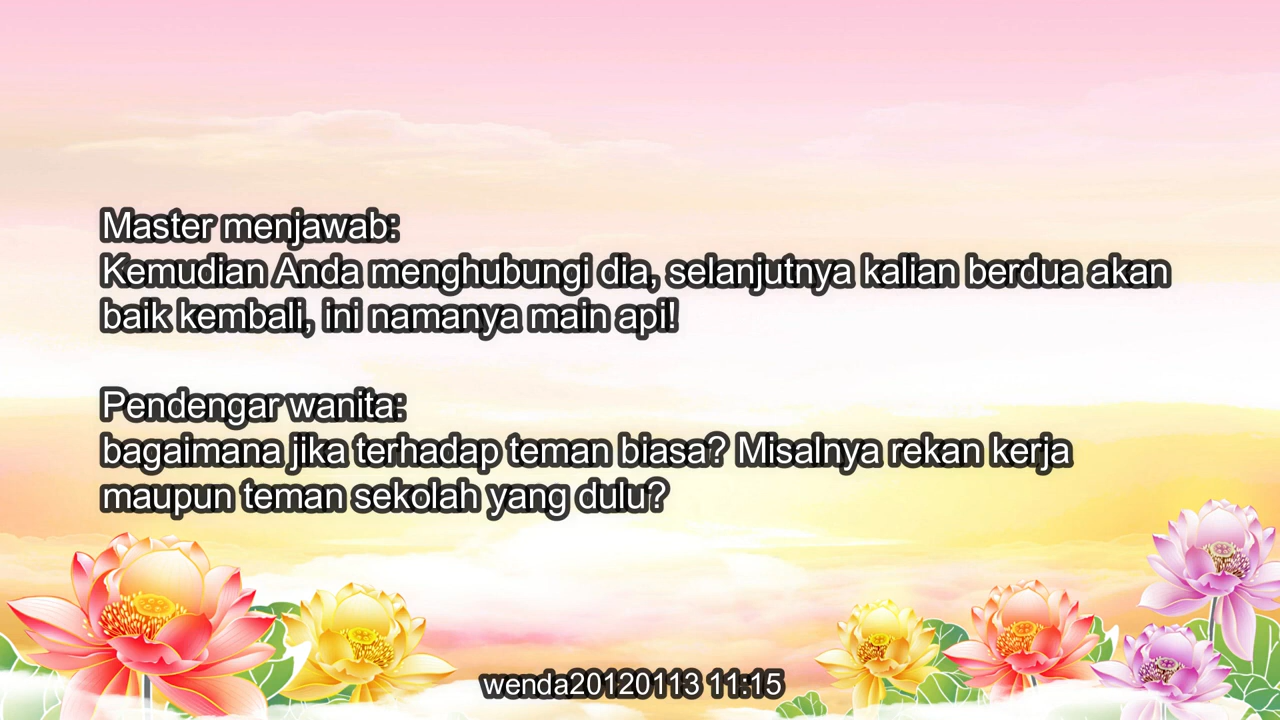 Master menjawab:
Kemudian Anda menghubungi dia, selanjutnya kalian berdua akan
baik kembali, ini namanya main api!
Pendengar wanita:
bagaimana jika terhadap teman biasa? Misalnya rekan kerja
maupun teman sekolah yang dulu?
wenda20120113 11:15